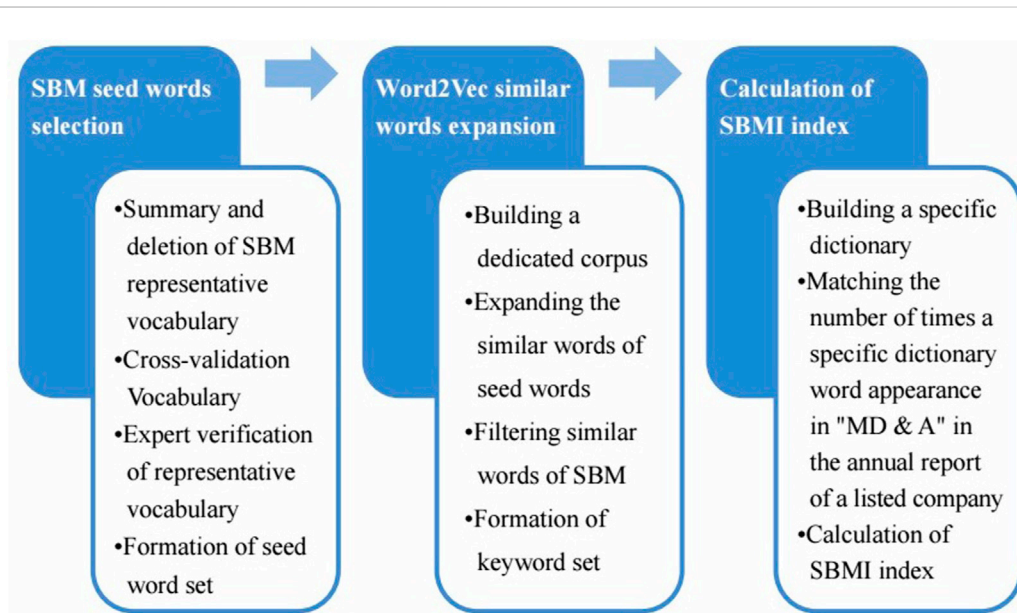 SBM seed words
selection
•Summary and
deletion of SBM
representative
vocabulary
•Cross-validation
Vocabulary
•Expert verification
of representative
vocabulary
•Formation of seed
word set
Word2Vec similar
words expansion
•Building a
dedicated corpus
•Expanding the
similar words of
seed words
•Filtering similar
words of SBM
•Formation of
keyword set
Calculation of
SBMI index
•Building a specific
dictionary
•Matching the
number of times a
specific dictionary
word appearance
in "MD & A" in
the annual report
of a listed company
•Calculation of
SBMI index